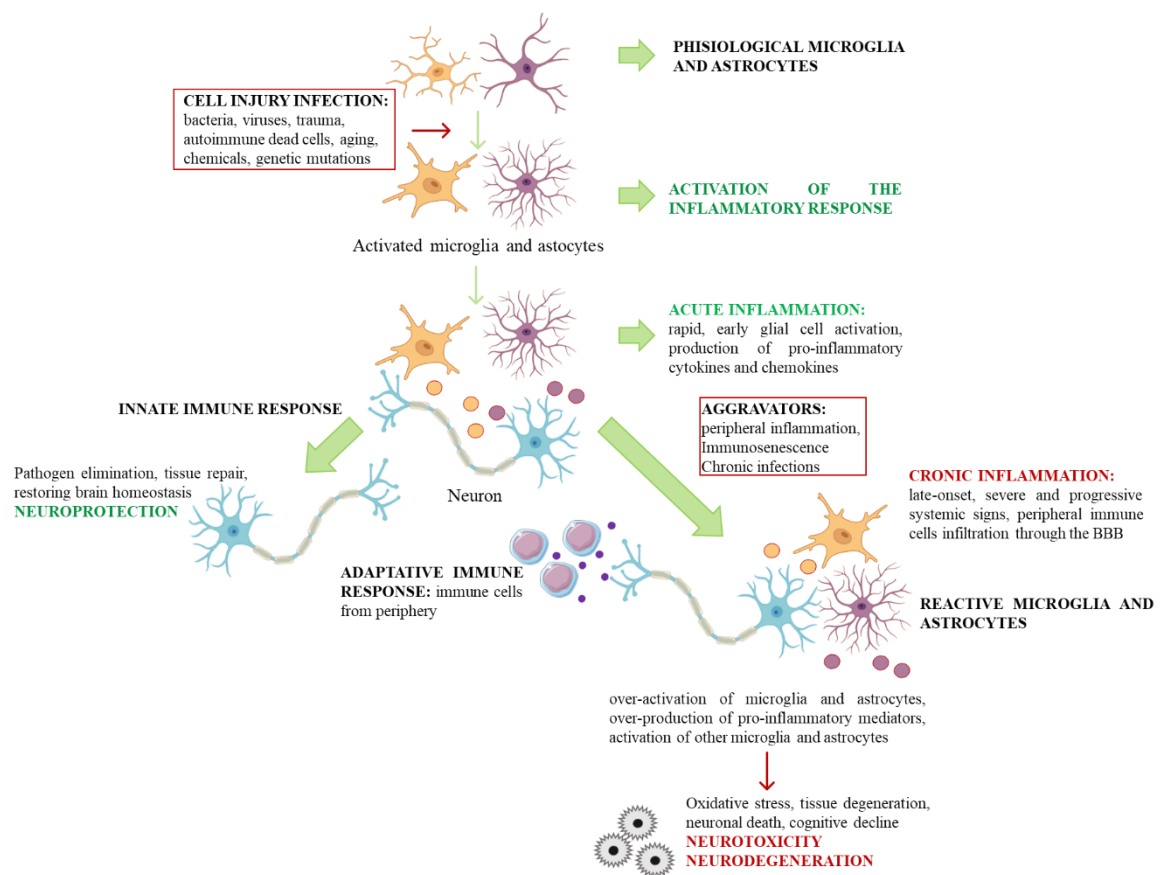 PHISIOLOGICAL MICROGLIA
AND ASTROCYTES
CELL INJURY INFECTION:
bacteria, viruses, trauma,
autoimmune dead cells, aging,
chemicals, genetic mutations
ACTIVATION OF THE
INFLAMMATORY RESPONSE
Activated microglia and astocytes
ACUTE INFLAMMATION:
rapid, early glial cell activation,
production of pro-inflammatory
cytokines and chemokines
INNATE IMMUNE RESPONSE
AGGRAVATORS:
peripheral inflammation,
Immunosenescence
Chronic infections
Pathogen elimination, tissue repair,
restoring brain homeostasis
NEUROPROTECTION
Neuron
CRONIC INFLAMMATION:
late-onset, severe and progressive
systemic signs, peripheral immune
cells infiltration through the BBB
ADAPTATIVE IMMUNE
RESPONSE: immune cells
from periphery
REACTIVE MICROGLIA AND
ASTROCYTES
over-activation of microglia and astrocytes,
over-production of pro-inflammatory mediators,
activation of other microglia and astrocytes
Oxidative stress, tissue degeneration,
neuronal death, cognitive decline
NEUROTOXICITY
NEURODEGENERATION